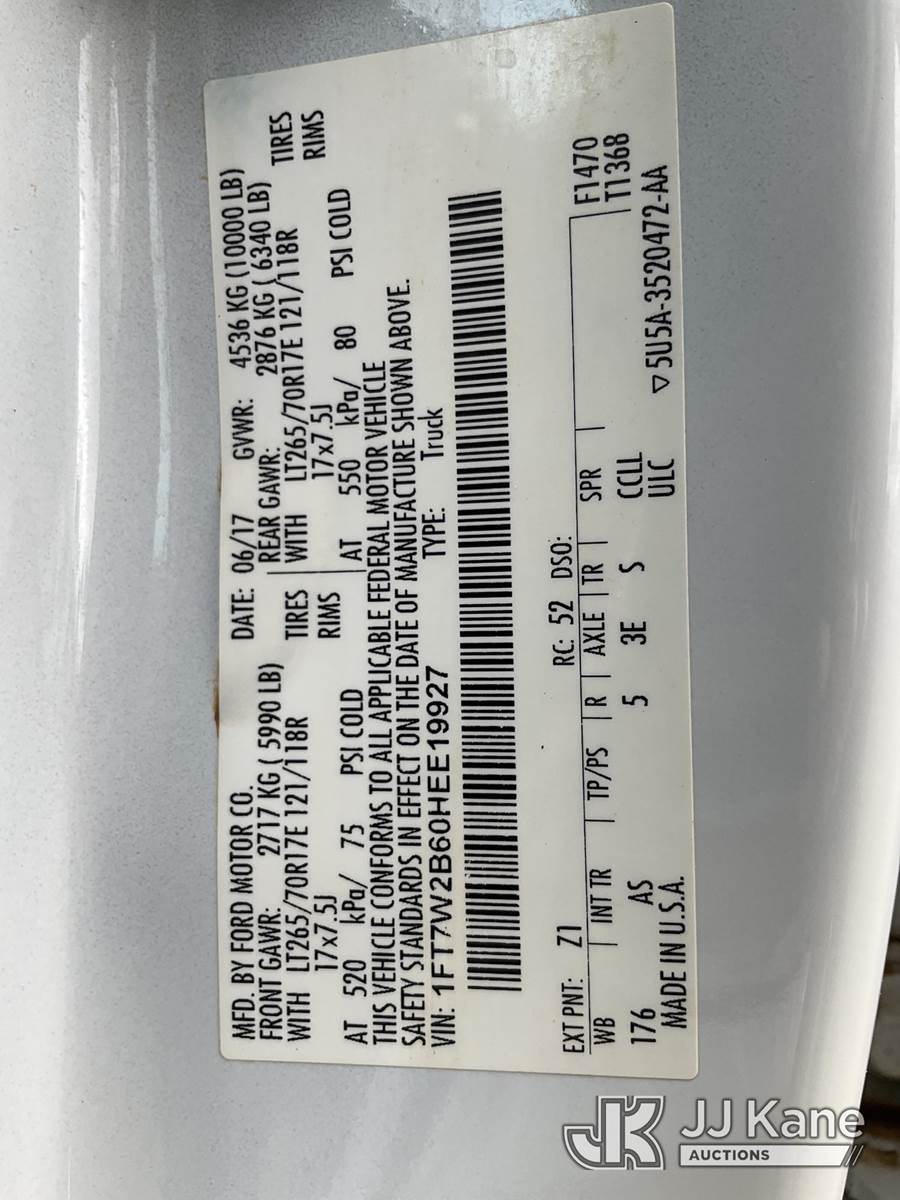 MFD. BY FORD MOTOR CO.
DATE: 06/17 GVWR: 4536 KG (10000 LB)
FRONT GAWR: 2717 KG ( 5990 LB)
REAR GAWR: 2876 KG ( 6340 LB)
WITH LT265/70R17E 121/118R TIRES
WITH LT265/70R17E 121/118R TIRES
17x7.5J RIMS
17x7.5J RIMS
AT 520 kPa/ 75 PSI COLD
AT 550 kPa/ 80 PSI COLD
THIS VEHICLE CONFORMS TO ALL APPLICABLE FEDERAL MOTOR VEHICLE
SAFETY STANDARDS IN EFFECT ON THE DATE OF MANUFACTURE SHOWN ABOVE.
VIN: 1FT7W2B60HEE19927 TYPE: Truck
EXT PNT: Z1 RC: 52 DSO:
WB INT TR TP/PS R AXLE TR SPR F1470
176 AS 5 3E S CCLL T1368
MADE IN U.S.A. ULC ▽5U5A-3520472-AA
JK JJ Kane
AUCTIONS